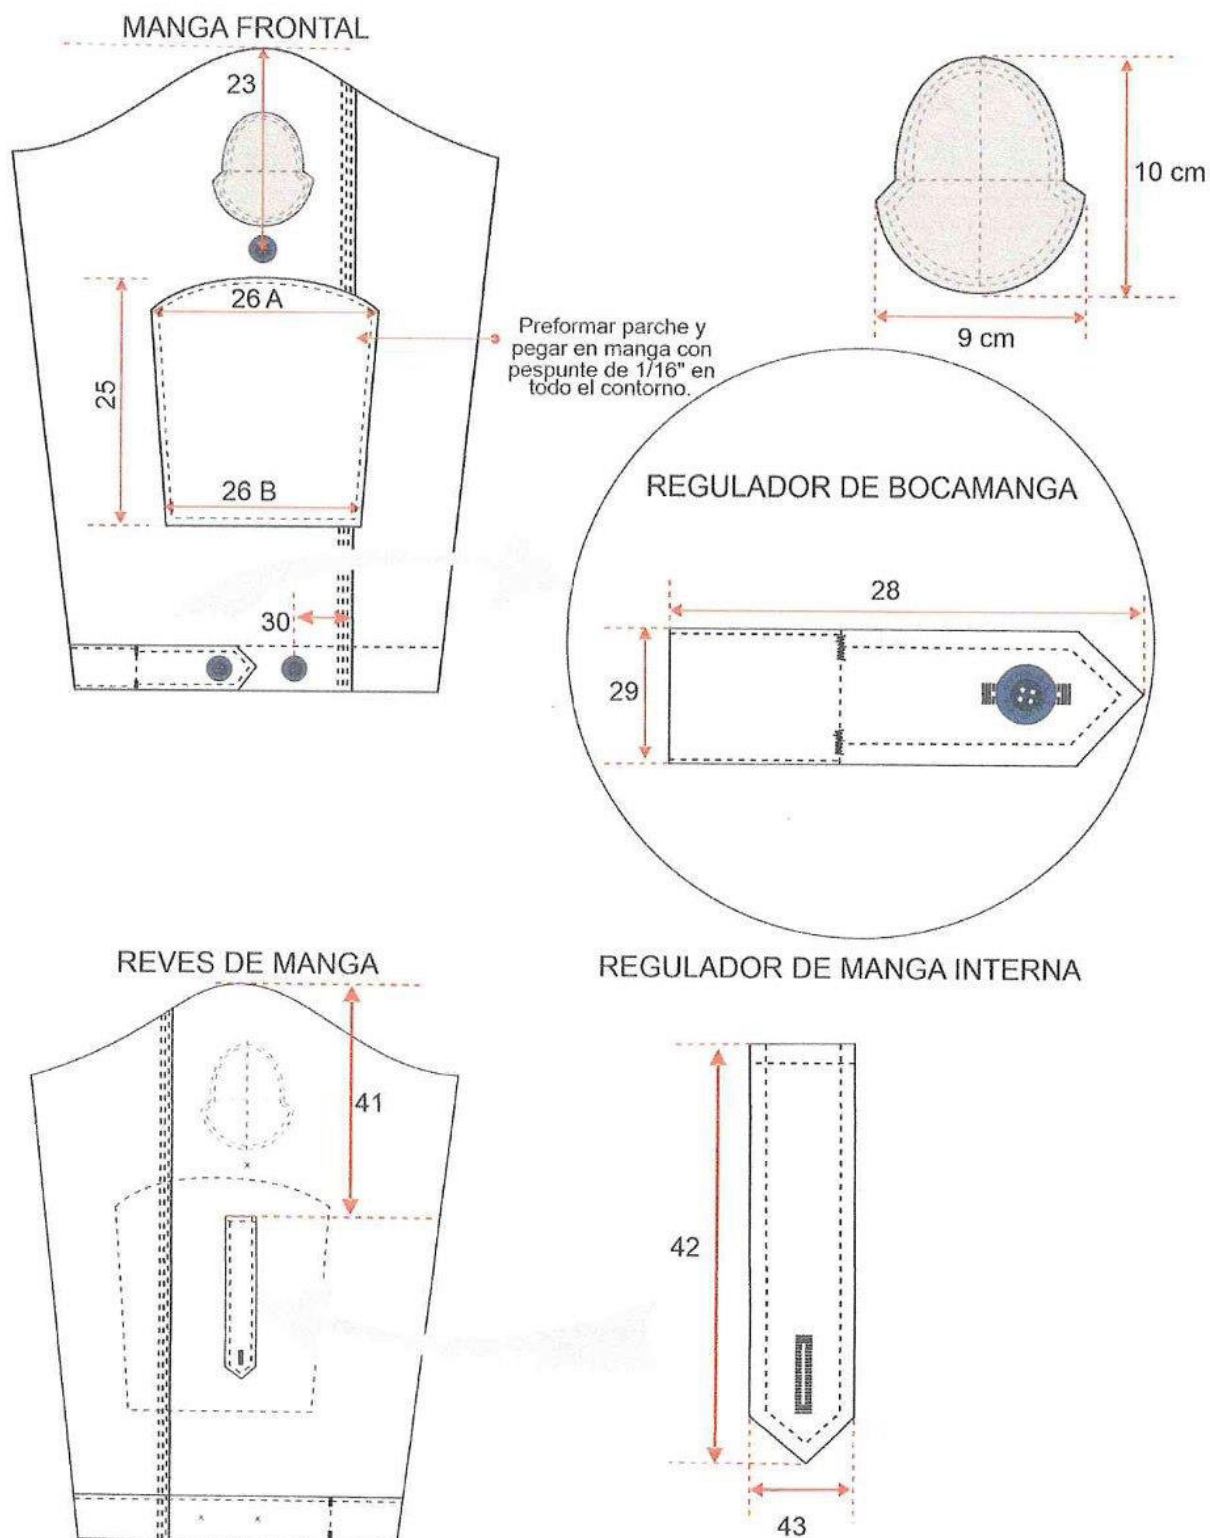 MANGA FRONTAL
23
10 cm
26 A
9 cm
Preformar parche y
pegar en manga con
pespunte de 1/16" en
todo el contorno.
25
26 B
REGULADOR DE BOCAMANGA
28
30
29
REVES DE MANGA
REGULADOR DE MANGA INTERNA
41
42
43